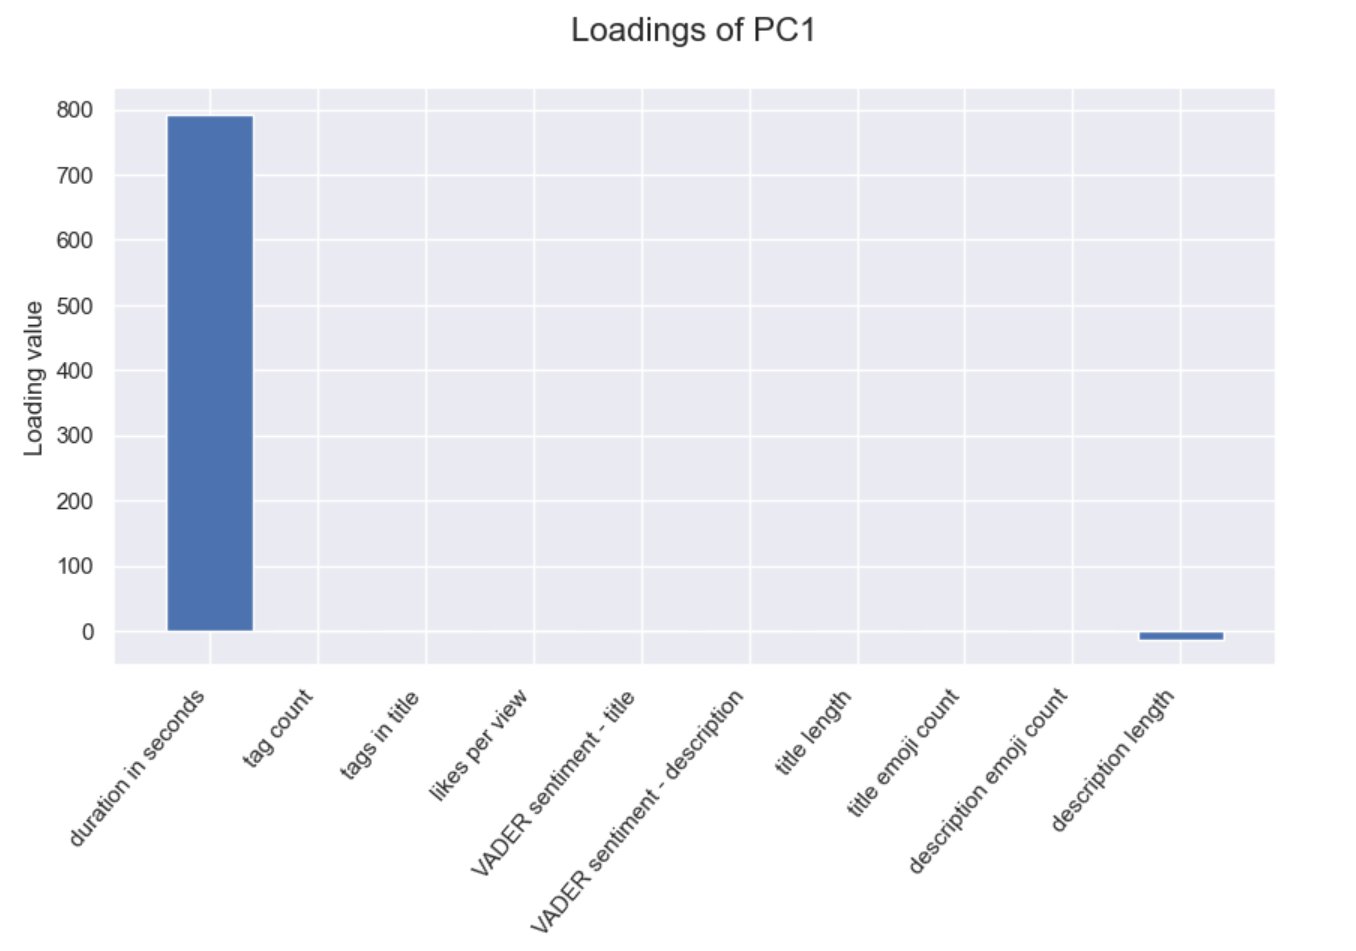 Loadings of PC1
Loading value
800
700
600
500
400
300
200
100
0
duration in seconds
tag count
tags in title
likes per view
VADER sentiment - title
VADER sentiment - description
title length
title emoji count
description emoji count
description length